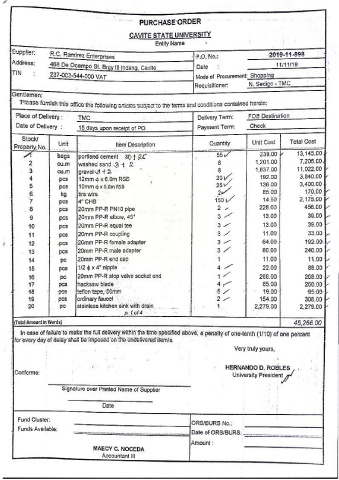 PURCHASE ORDER
CAVITE STATE UNIVERSITY
Entity Name
Supplier: R.C. Ramirez Enterprises P.O. No.: 2019-11-898
Address: 468 De Ocampo St. Brgy III Indang, Cavite Date : 11/11/19
TIN : 237-003-544-000 VAT Mode of Procurement: Shopping
Requisitioner: N. Sedigo - TMC
Gentlemen:
Please furnish this office the following articles subject to the terms and conditions contained herein:
Place of Delivery : TMC Delivery Term: FOB Destination
Date of Delivery : 15 days upon receipt of PO Payment Term: Check
Stock/ Property No. Unit Item Description Quantity Unit Cost Total Cost
1 bags portland cement 55 239.00 13,145.00
2 cu.m washed sand 6 1,201.00 7,206.00
3 cu.m gravel 6 1,837.00 11,022.00
4 pcs 12mm d x 6.0m RSB 20 192.00 3,840.00
5 pcs 10mm d x 6.0m RSB 25 136.00 3,400.00
6 kg tire wire 2 85.00 170.00
7 pcs 4" CHB 150 14.50 2,175.00
8 pcs 20mm PP-R PN10 pipe 2 228.00 456.00
9 pcs 20mm PP-R elbow, 45° 3 13.00 39.00
10 pcs 20mm PP-R equal tee 3 13.00 39.00
11 pcs 20mm PP-R coupling 3 11.00 33.00
12 pcs 20mm PP-R female adapter 3 64.00 192.00
13 pcs 20mm PP-R male adapter 3 80.00 240.00
14 pc 20mm PP-R end cap 1 11.00 11.00
15 pcs 1/2 ϕ x 4" nipple 4 22.00 88.00
16 pc 20mm PP-R stop valve socket end 1 268.00 268.00
17 pcs hacksaw blade 4 65.00 260.00
18 pcs teflon tape, 50mm 5 19.00 95.00
19 pcs ordinary faucet 2 154.00 308.00
20 pc stainless kitchen sink with drain 1 2,279.00 2,279.00
p. 1 of 4
(Total Amount in Words) 45,266.00
In case of failure to make the full delivery within the time specified above, a penalty of one-tenth (1/10) of one percent
for every day of delay shall be imposed on the undelivered item/s.
Very truly yours,
HERNANDO D. ROBLES
University President
Conforme:
Signature over Printed Name of Supplier
Date
Fund Cluster: ORS/BURS No.:
Funds Available: Date of ORS/BURS:
Amount :
MAECY C. NOCEDA
Accountant III